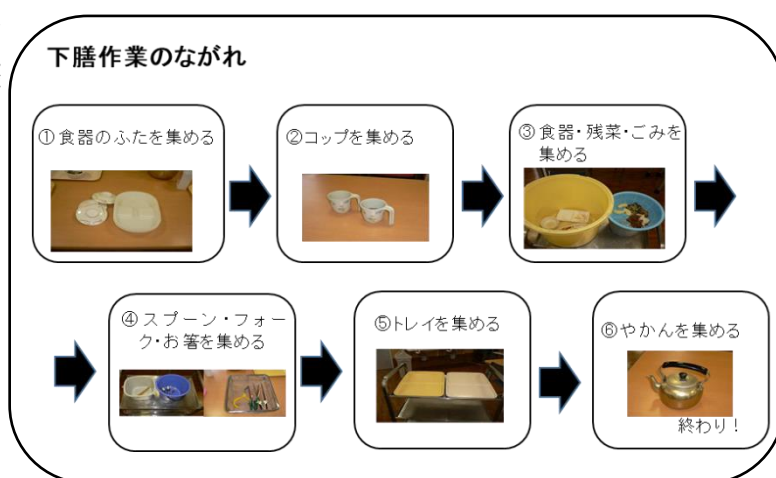 下膳作業のながれ
①食器のふたを集める
②コップを集める
③食器・残菜・ごみを
集める
④スプーン・フォー
ク・お箸を集める
⑤トレイを集める
⑥やかんを集める
終わり！